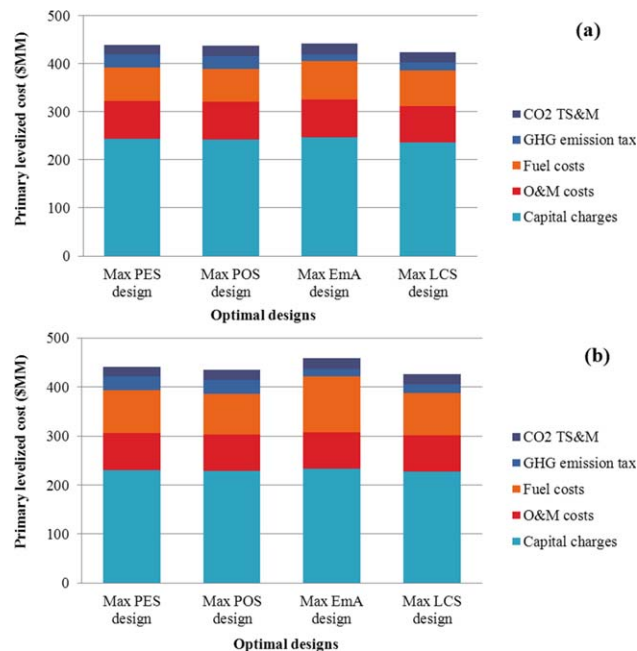 (a)
Primary levelized cost ($MM)
500
400
300
200
100
0
Max PES design
Max POS design
Max EmA design
Max LCS design
Optimal designs
CO2 TS&M
GHG emission tax
Fuel costs
O&M costs
Capital charges
(b)
Primary levelized cost ($MM)
500
400
300
200
100
0
Max PES design
Max POS design
Max EmA design
Max LCS design
Optimal designs
CO2 TS&M
GHG emission tax
Fuel costs
O&M costs
Capital charges